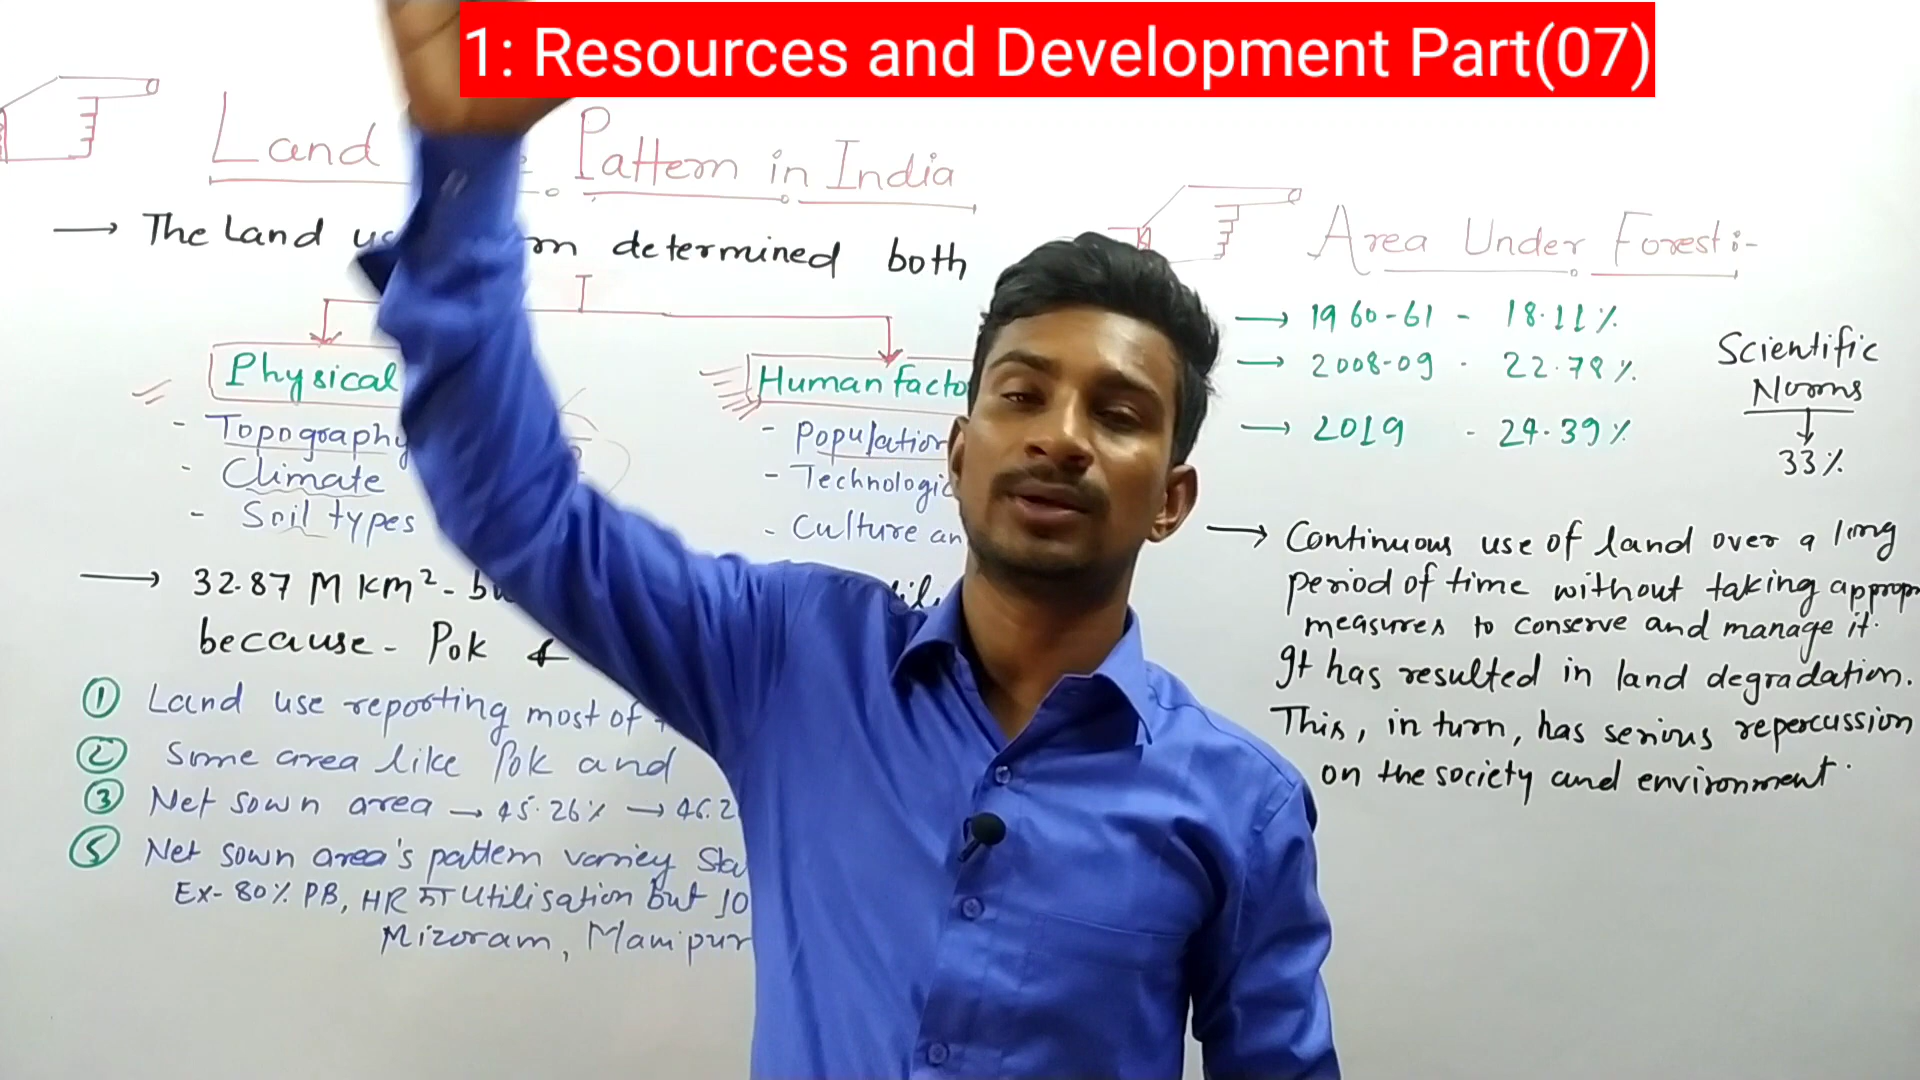 1: Resources and Development Part(07)
Land Pattern in India
→ The Land determined both
Physical
- Topography
- Climate
- Soil types
Human facto
- Population
- Technologic
- Culture an
→ 32.87 M km² -
because - Pok &
① Land use reporting most of
② Some area like Pok and
③ Net sown area → 45.26% → 46.2
⑤ Net sown area's pattern varriey
Ex- 80% PB, HR का Utilisation but 10
Mizoram, Manipur
Area Under Forest:-
→ 1960-61 - 18.11%
→ 2008-09 - 22.78%
→ 2019 - 24.39%
Scientific
Norms
↓
33%
→ Continuous use of land over a long
period of time without taking approp
measures to conserve and manage it.
It has resulted in land degradation.
This, in turn, has serious repercussion
on the society and environment.